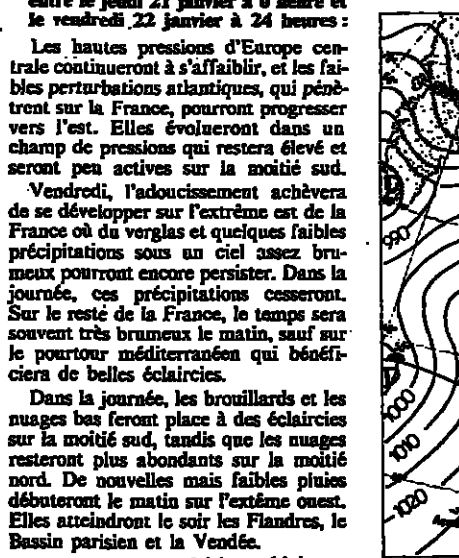 entre le jeudi 21 janvier à 0 heure et
le vendredi 22 janvier à 24 heures :
Les hautes pressions d'Europe cen-
trale continueront à s'affaiblir, et les fai-
bles perturbations atlantiques, qui pénè-
trent sur la France, pourront progresser
vers l'est. Elles évolueront dans un
champ de pressions qui restera élevé et
seront peu actives sur la moitié sud.
Vendredi, l'adoucissement achèvera
de se développer sur l'extrême est de la
France où du verglas et quelques faibles
précipitations sous un ciel assez bru-
meux pourront encore persister. Dans la
journée, ces précipitations cesseront.
Sur le reste de la France, le temps sera
souvent très brumeux le matin, sauf sur
le pourtour méditerranéen qui bénéfi-
ciera de belles éclaircies.
Dans la journée, les brouillards et les
nuages bas feront place à des éclaircies
sur la moitié sud, tandis que les nuages
resteront plus abondants sur la moitié
nord. De nouvelles mais faibles pluies
débuteront le matin sur l'extême ouest.
Elles atteindront le soir les Flandres, le
Bassin parisien et la Vendée.
990
1000
1010
1020